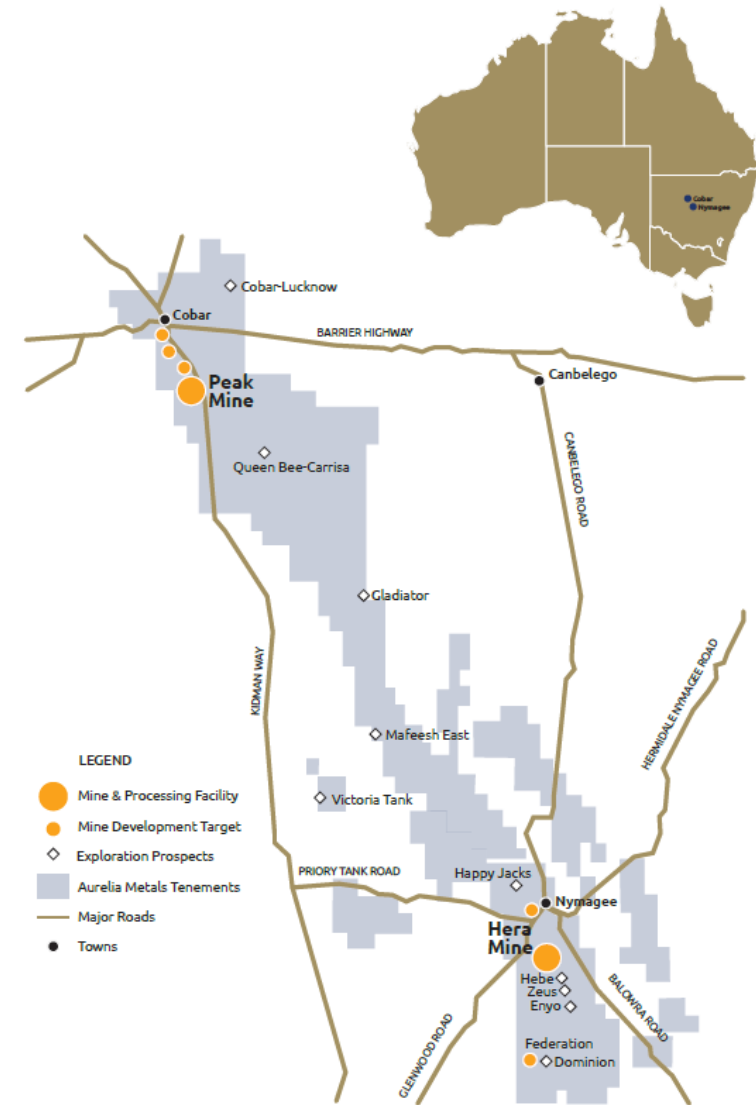 Cobar
Nymagee
Cobar-Lucknow
Cobar
BARRIER HIGHWAY
Canbelego
Peak
Mine
Queen Bee-Carrisa
CANBELEGO ROAD
Gladiator
KIDMAN WAY
HERMIDALE NYMAGEE ROAD
Mafeesh East
LEGEND
Mine & Processing Facility
Mine Development Target
Exploration Prospects
Aurelia Metals Tenements
Major Roads
Towns
Victoria Tank
PRIORY TANK ROAD
Happy Jacks
Nymagee
Hera
Mine
Hebe
Zeus
Enyo
BALOWRA ROAD
GLENWOOD ROAD
Federation
Dominion